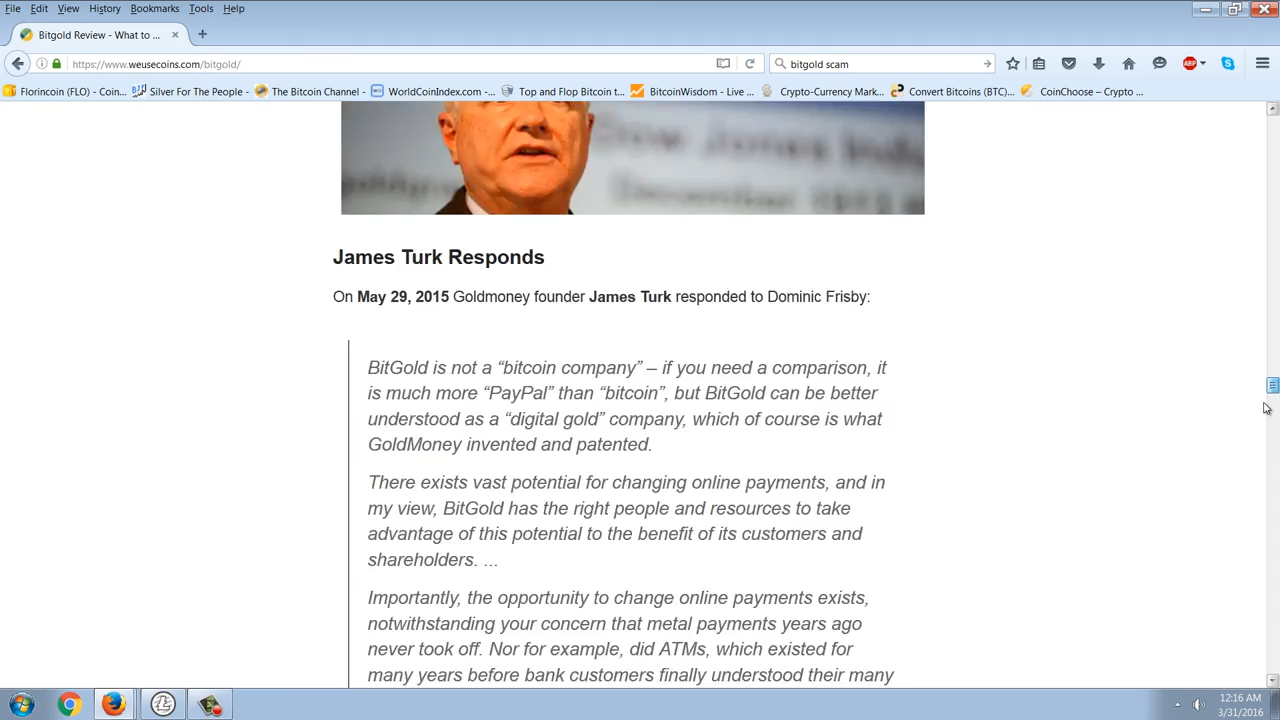 File Edit View History Bookmarks Tools Help
Bitgold Review - What to ...
https://www.weusecoins.com/bitgold/
bitgold scam
ABP
Florincoin (FLO) - Coin... Silver For The People - The Bitcoin Channel - WorldCoinIndex.com - ... Top and Flop Bitcoin t... BitcoinWisdom - Live ... Crypto-Currency Mark... Convert Bitcoins (BTC)... CoinChoose – Crypto ...
Dow Jones Indu
December 1912
James Turk Responds
On May 29, 2015 Goldmoney founder James Turk responded to Dominic Frisby:
BitGold is not a “bitcoin company” – if you need a comparison, it
is much more “PayPal” than “bitcoin”, but BitGold can be better
understood as a “digital gold” company, which of course is what
GoldMoney invented and patented.
There exists vast potential for changing online payments, and in
my view, BitGold has the right people and resources to take
advantage of this potential to the benefit of its customers and
shareholders. ...
Importantly, the opportunity to change online payments exists,
notwithstanding your concern that metal payments years ago
never took off. Nor for example, did ATMs, which existed for
many years before bank customers finally understood their many
12:16 AM
3/31/2016